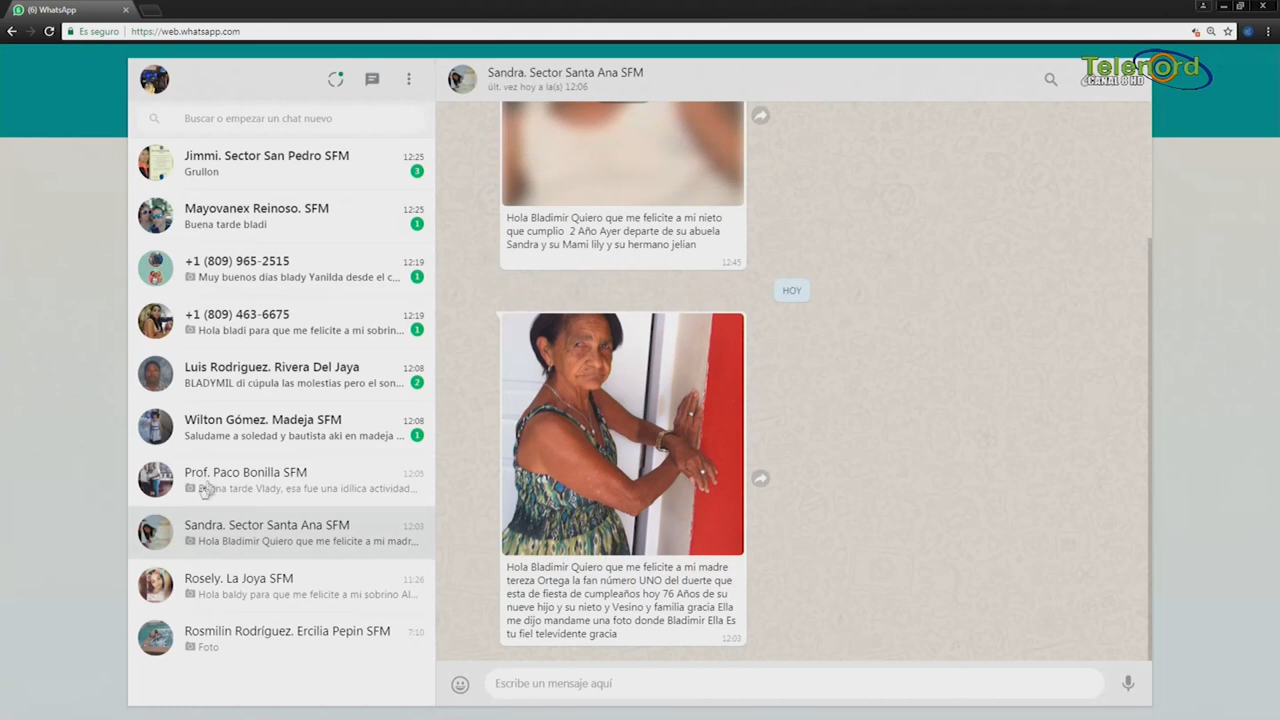 (6) WhatsApp
Es seguro
https://web.whatsapp.com
Telenord
CANAL 8 HD
Buscar o empezar un chat nuevo
Jimmi. Sector San Pedro SFM
12:25
Grullon
3
Mayovanex Reinoso. SFM
12:25
Buena tarde bladi
1
+1 (809) 965-2515
12:19
Muy buenos días blady Yanilda desde el c...
1
+1 (809) 463-6675
12:19
Hola bladi para que me felicite a mi sobrino...
1
Luis Rodriguez. Rivera Del Jaya
12:08
BLADYMIL di cúpula las molestias pero el son...
2
Wilton Gómez. Madeja SFM
12:08
Saludame a soledad y bautista aki en madeja ...
1
Prof. Paco Bonilla SFM
12:05
tarde Vlady, esa fue una idílica actividad...
Sandra. Sector Santa Ana SFM
12:03
Hola Bladimir Quiero que me felicite a mi madr...
Rosely. La Joya SFM
11:26
Hola baldy para que me felicite a mi sobrino Al...
Rosmilin Rodríguez. Ercilia Pepin SFM
7:10
Foto
Sandra. Sector Santa Ana SFM
últ. vez hoy a la(s) 12:06
Hola Bladimir Quiero que me felicite a mi nieto
que cumplio 2 Año Ayer departe de su abuela
Sandra y su Mami lily y su hermano jelian
12:45
HOY
Hola Bladimir Quiero que me felicite a mi madre
tereza Ortega la fan número UNO del duerte que
esta de fiesta de cumpleaños hoy 76 Años de su
nueve hijo y su nieto y Vesino y familia gracia Ella
me dijo mandame una foto donde Bladimir Ella Es
tu fiel televidente gracia
12:03
Escribe un mensaje aquí